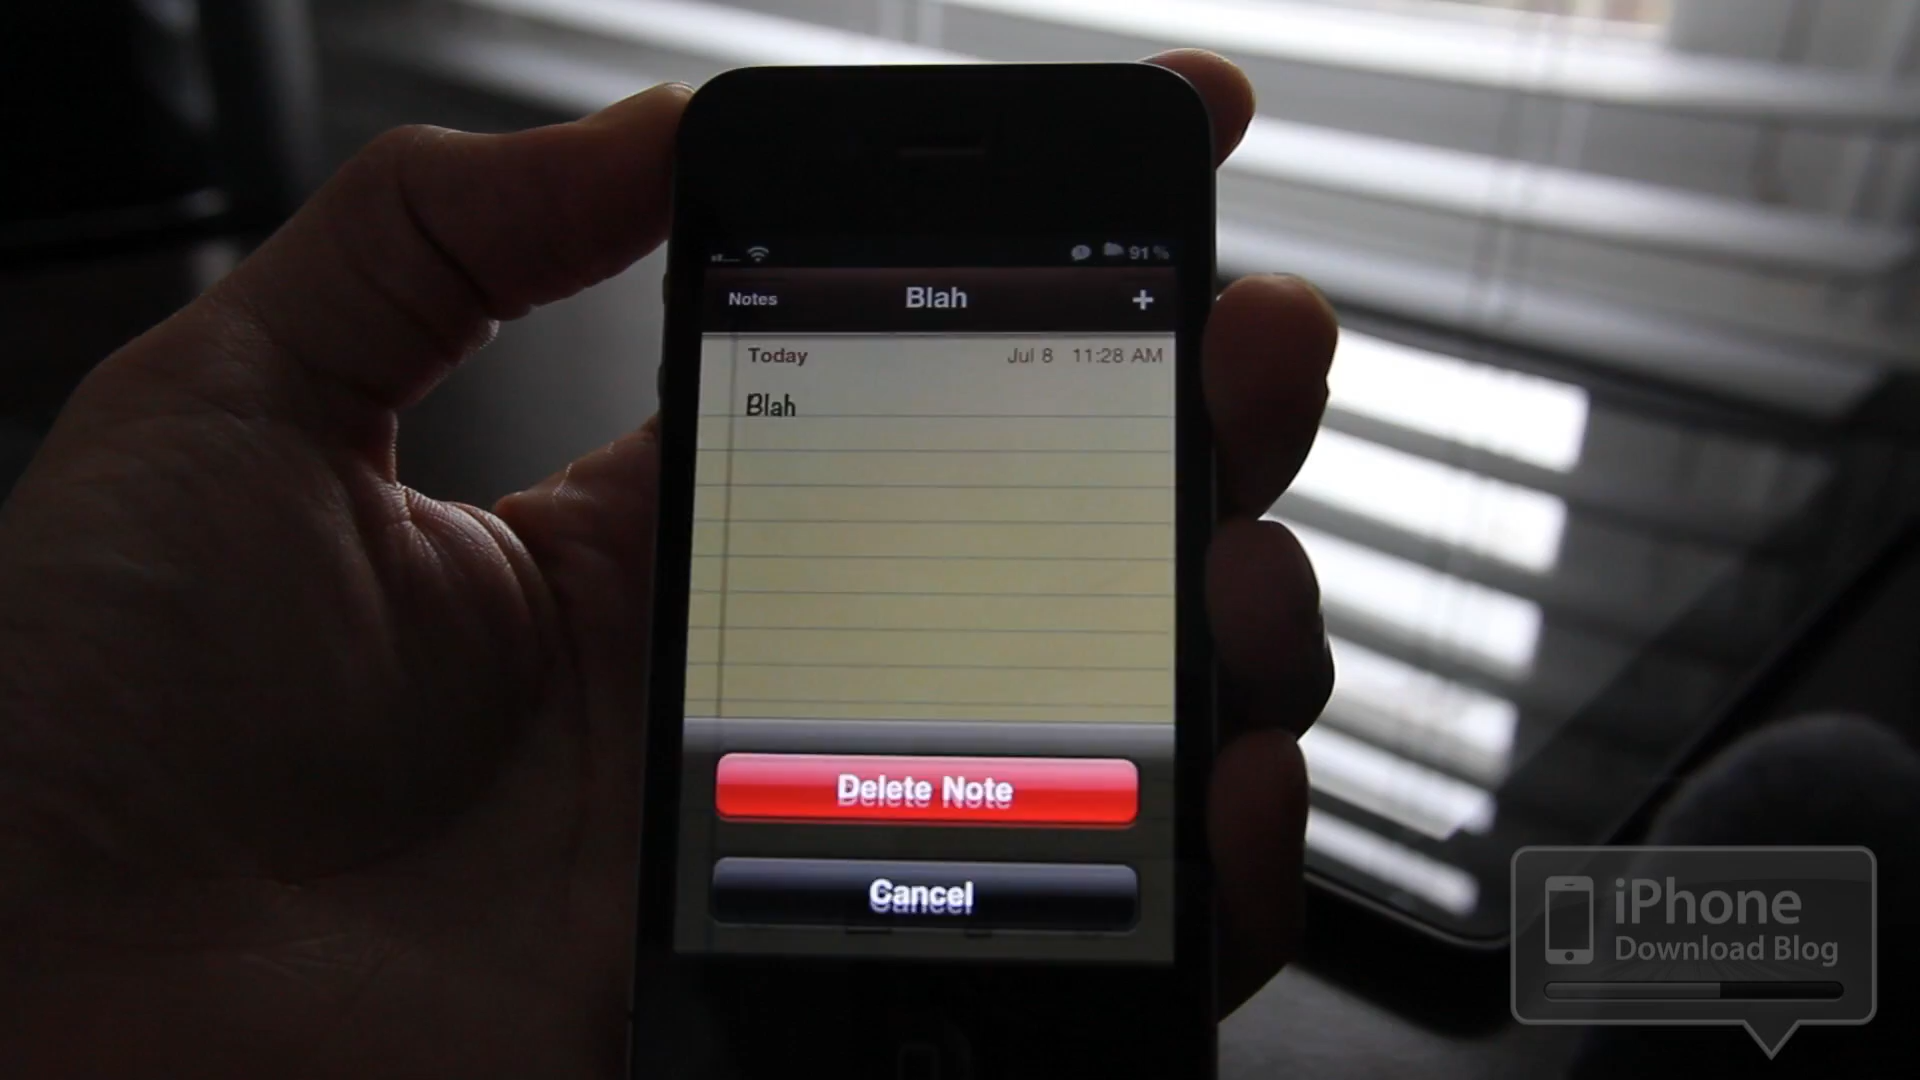 91%
Notes Blah +
Today Jul 8 11:28 AM
Blah
Delete Note
Cancel
iPhone
Download Blog